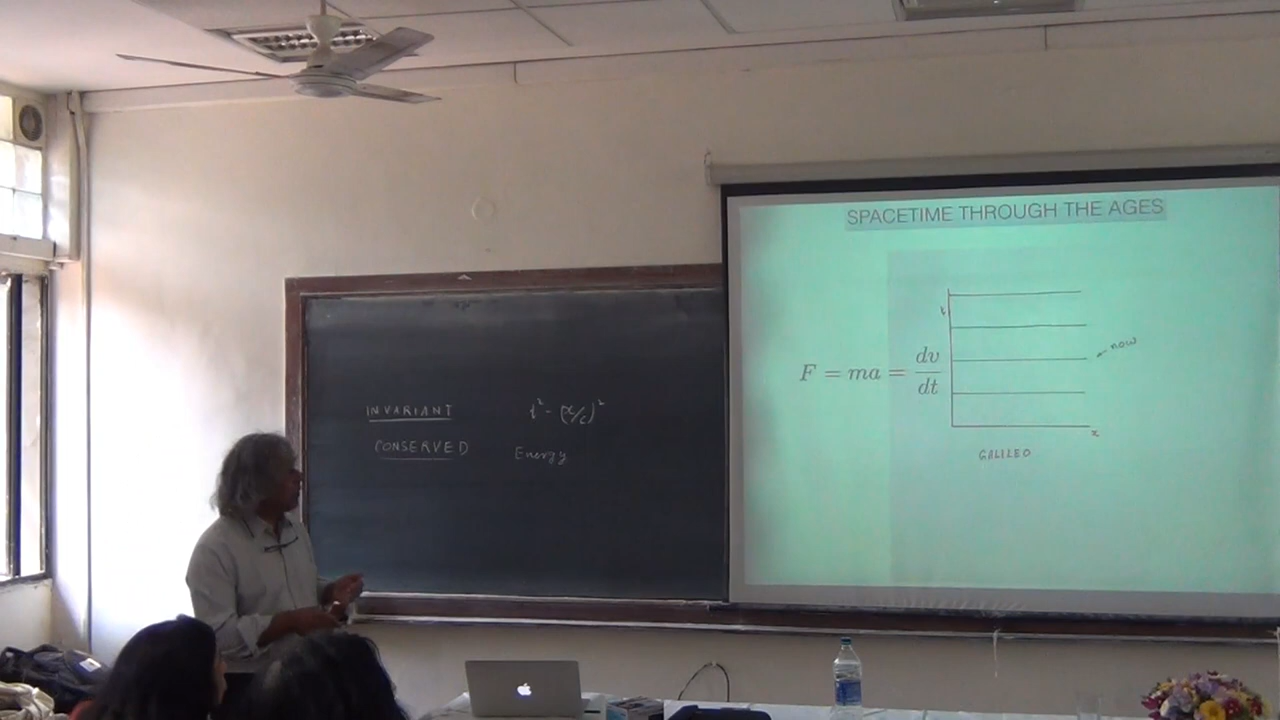 INVARIANT t² - (x/c)²
CONSERVED Energy
SPACETIME THROUGH THE AGES
t
now
F = ma = dv/dt
x
GALILEO